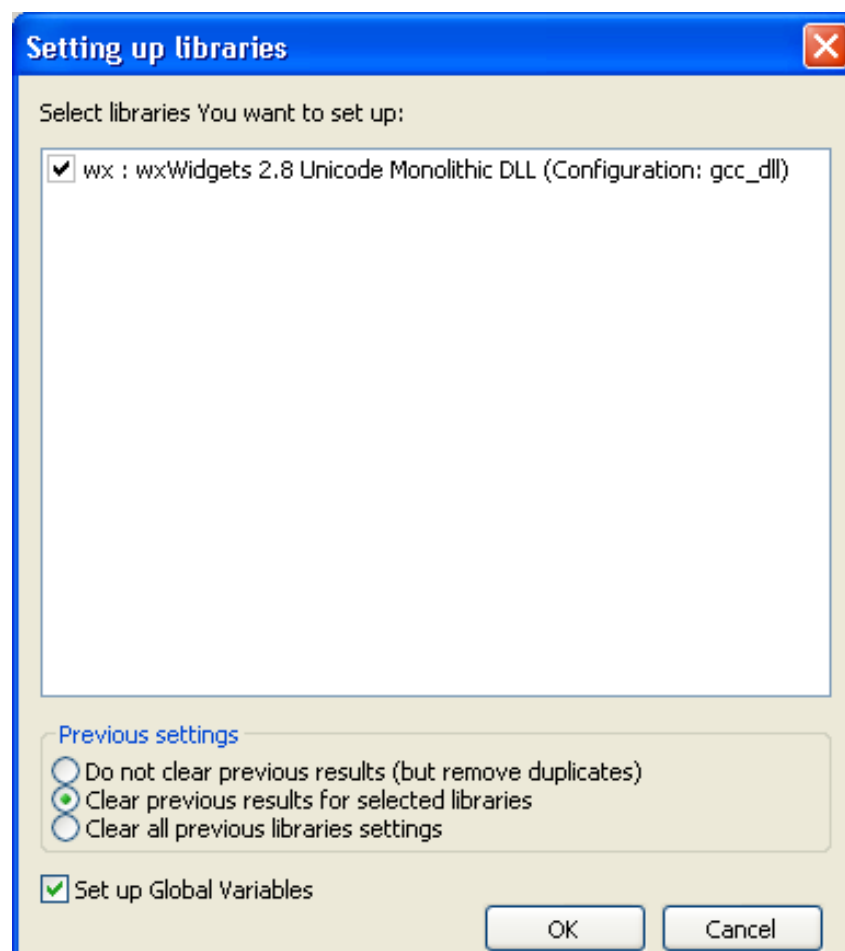 Setting up libraries
Select libraries You want to set up:
wx : wxWidgets 2.8 Unicode Monolithic DLL (Configuration: gcc_dll)
Previous settings
Do not clear previous results (but remove duplicates)
Clear previous results for selected libraries
Clear all previous libraries settings
Set up Global Variables
OK Cancel